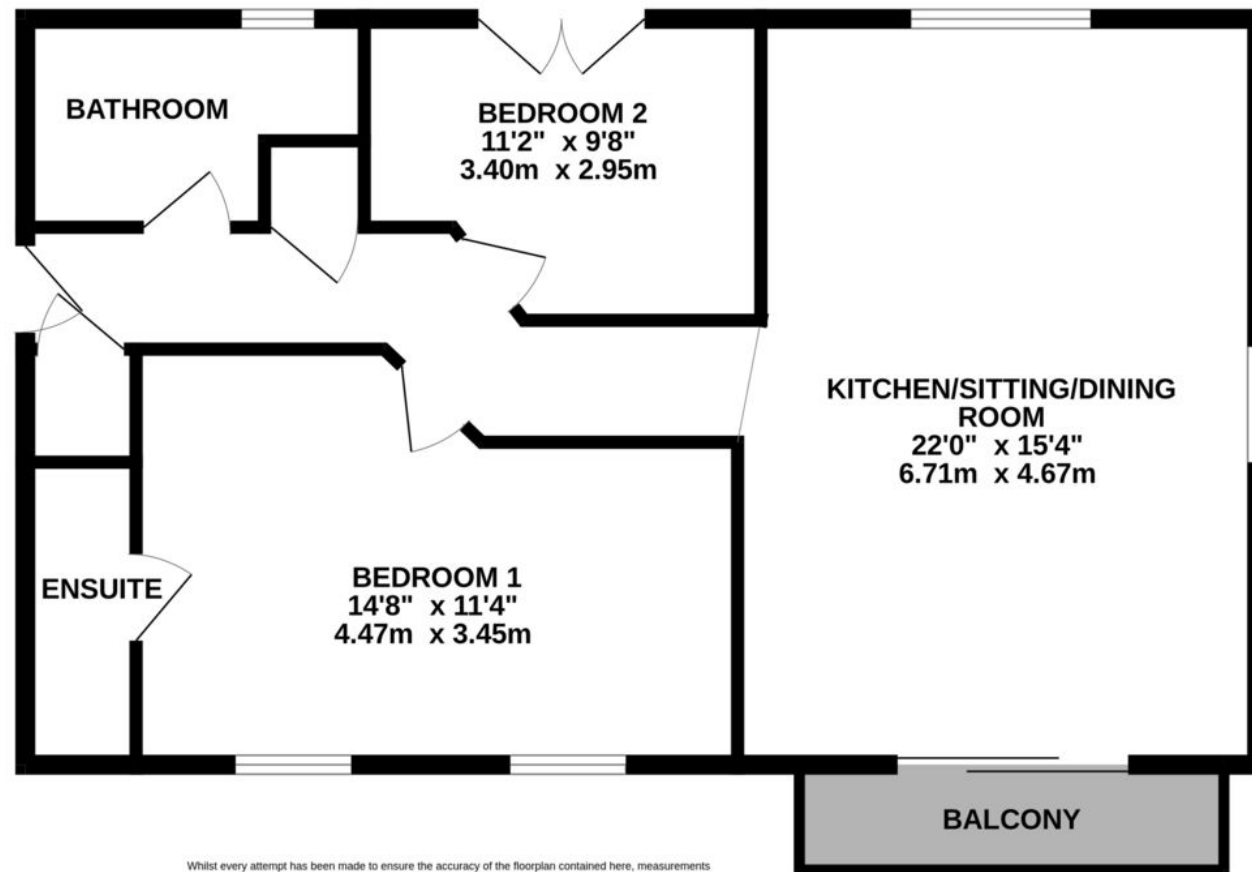 BATHROOM
BEDROOM 2
11'2" x 9'8"
3.40m x 2.95m
KITCHEN/SITTING/DINING
ROOM
22'0" x 15'4"
6.71m x 4.67m
ENSUITE
BEDROOM 1
14'8" x 11'4"
4.47m x 3.45m
BALCONY
Whilst every attempt has been made to ensure the accuracy of the floorplan contained here, measurements